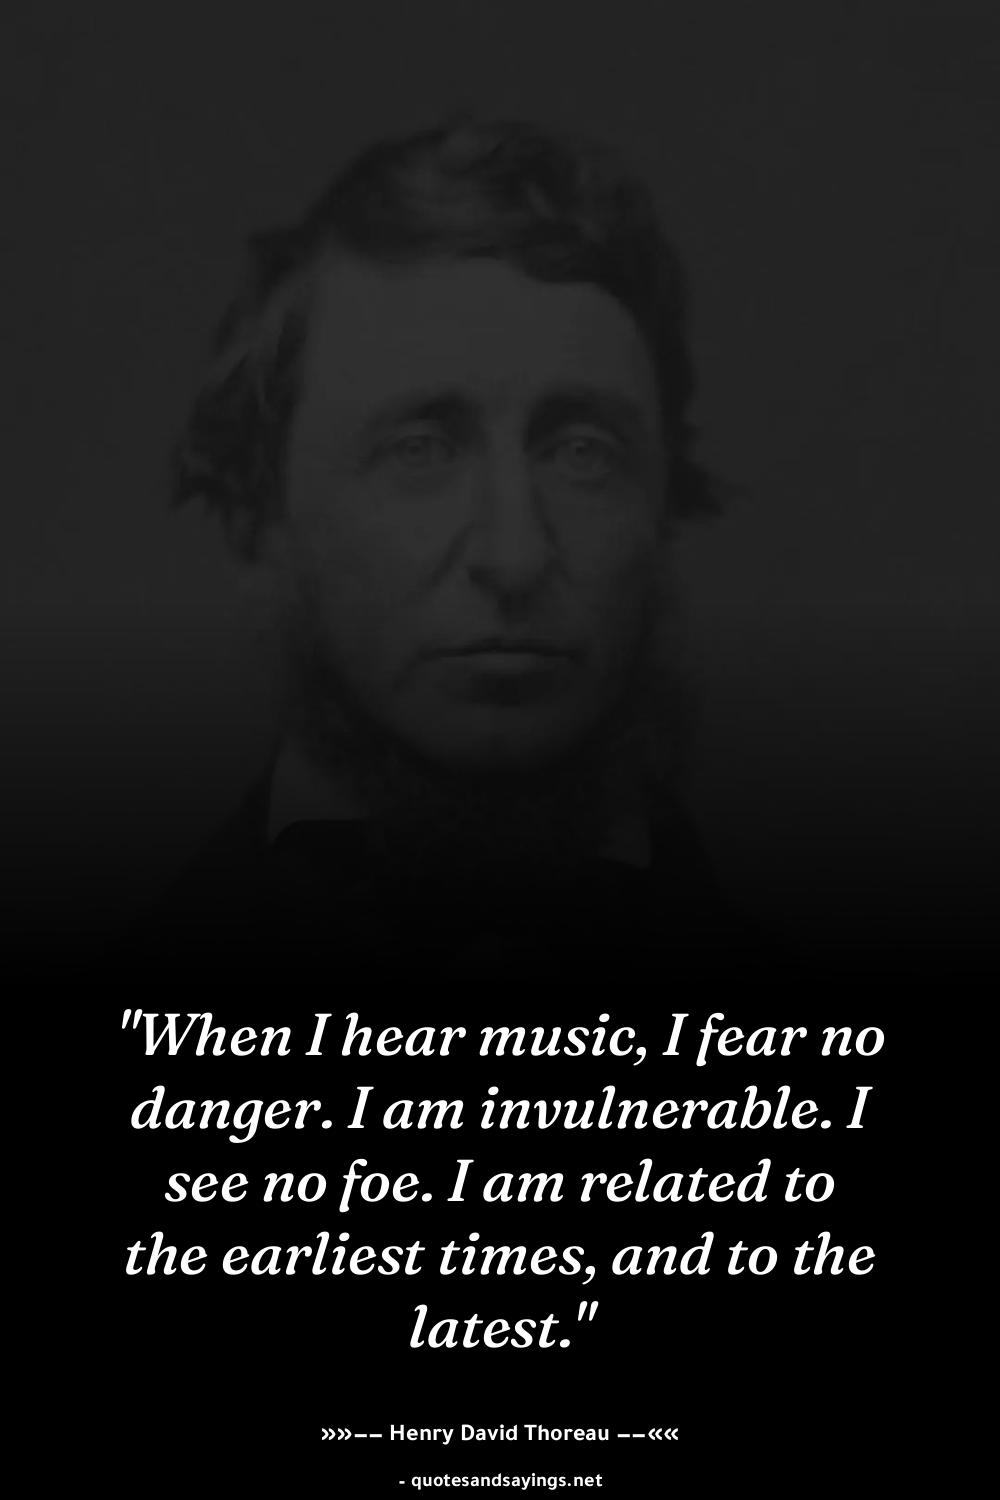 "When I hear music, I fear no
danger. I am invulnerable. I
see no foe. I am related to
the earliest times, and to the
latest."
»»−− Henry David Thoreau −−««
- quotesandsayings.net